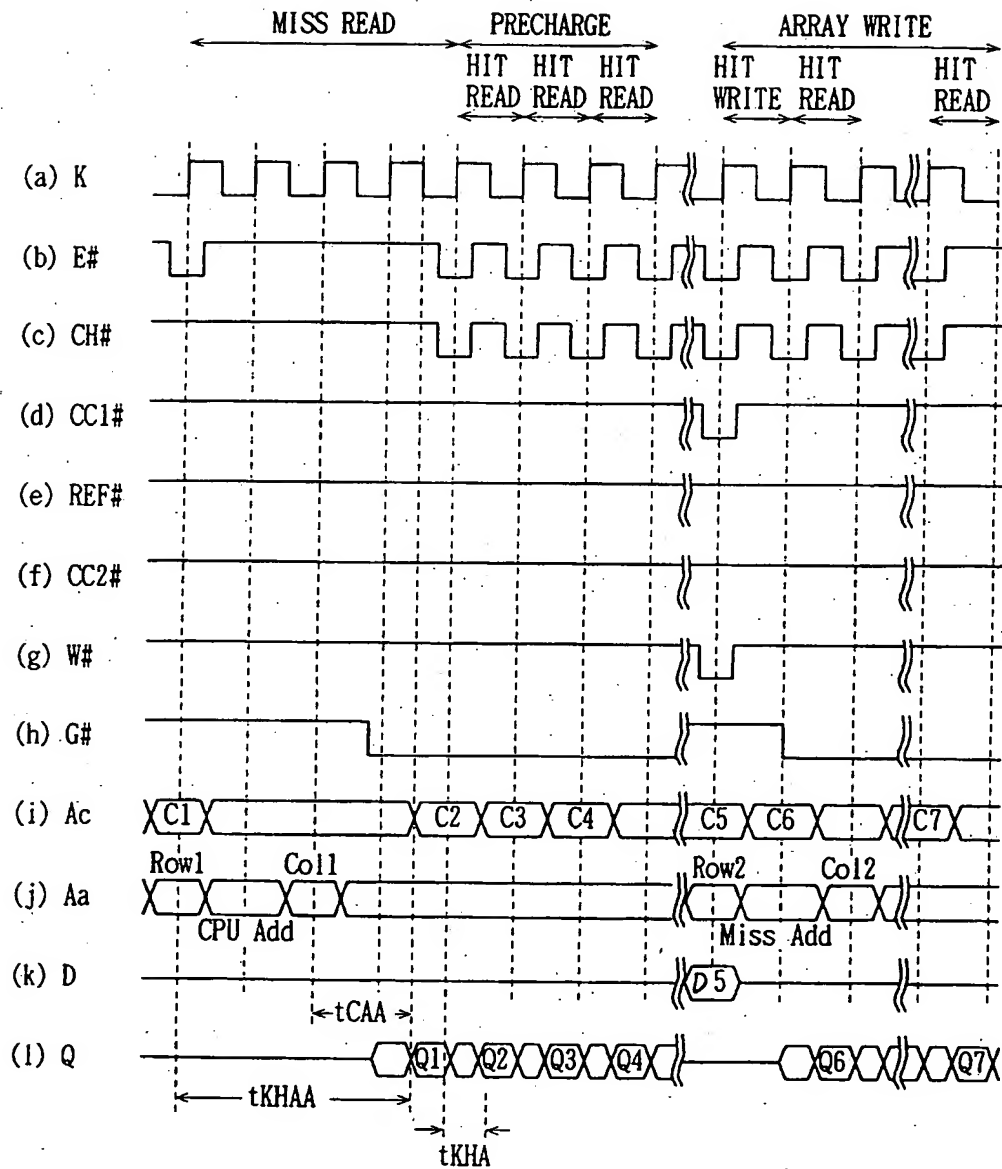 MISS READ PRECHARGE ARRAY WRITE
HIT READ HIT READ HIT READ HIT WRITE HIT READ HIT READ
(a) K
(b) E#
(c) CH#
(d) CC1#
(e) REF#
(f) CC2#
(g) W#
(h) G#
(i) Ac C1 C2 C3 C4 C5 C6 C7
Row1 Col1 Row2 Col2
(j) Aa
CPU Add Miss Add
(k) D D5
tCAA
(l) Q Q1 Q2 Q3 Q4 Q6 Q7
tKHAA
tKHA